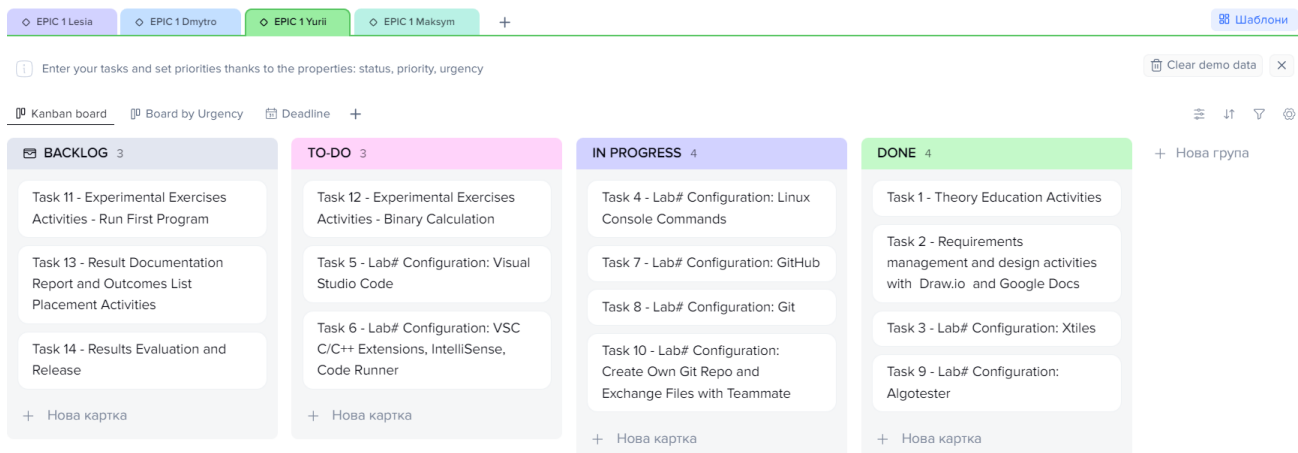 EPIC 1 Lesia
EPIC 1 Dmytro
EPIC 1 Yurii
EPIC 1 Maksym
Шаблони
Enter your tasks and set priorities thanks to the properties: status, priority, urgency
Clear demo data
Kanban board
Board by Urgency
Deadline
BACKLOG 3
Task 11 - Experimental Exercises
Activities - Run First Program
Task 13 - Result Documentation
Report and Outcomes List
Placement Activities
Task 14 - Results Evaluation and
Release
+ Нова картка
TO-DO 3
Task 12 - Experimental Exercises
Activities - Binary Calculation
Task 5 - Lab# Configuration: Visual
Studio Code
Task 6 - Lab# Configuration: VSC
C/C++ Extensions, IntelliSense,
Code Runner
+ Нова картка
IN PROGRESS 4
Task 4 - Lab# Configuration: Linux
Console Commands
Task 7 - Lab# Configuration: GitHub
Task 8 - Lab# Configuration: Git
Task 10 - Lab# Configuration:
Create Own Git Repo and
Exchange Files with Teammate
+ Нова картка
DONE 4
Task 1 - Theory Education Activities
Task 2 - Requirements
management and design activities
with Draw.io and Google Docs
Task 3 - Lab# Configuration: Xtiles
Task 9 - Lab# Configuration:
Algotester
+ Нова картка
+ Нова група